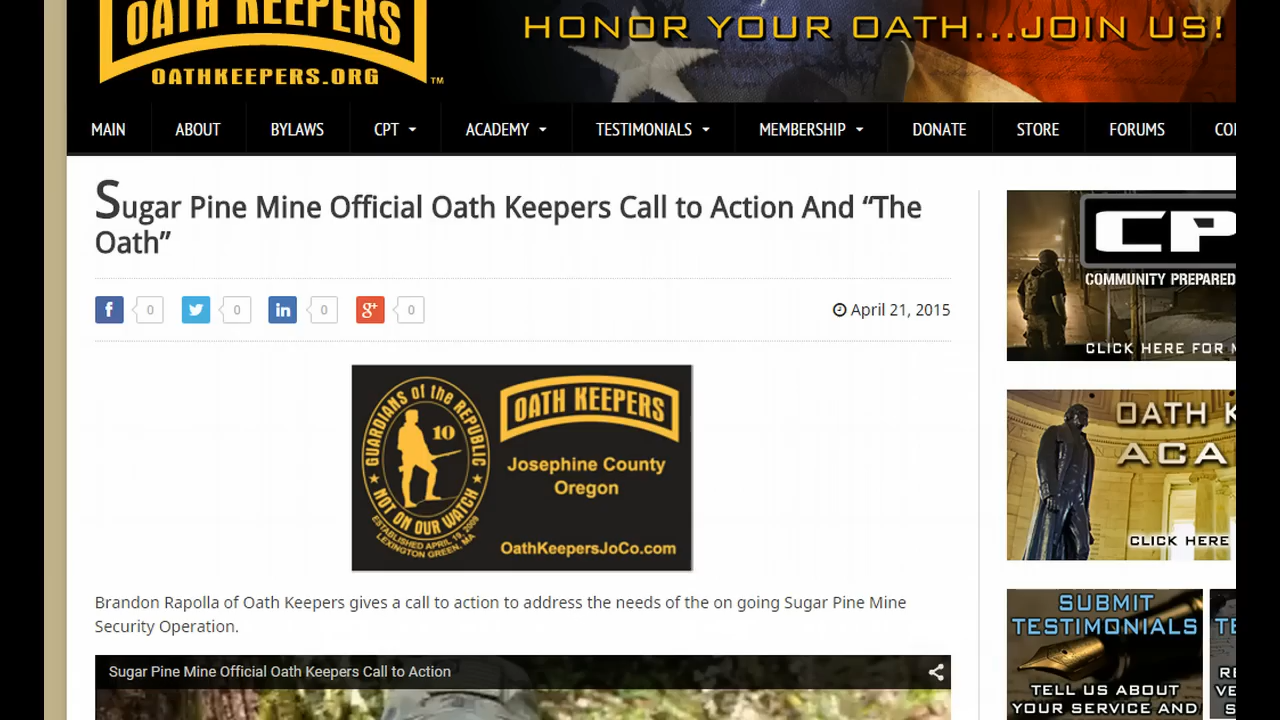 OATH KEEPERS
OATHKEEPERS.ORG
TM
HONOR YOUR OATH...JOIN US!
MAIN
ABOUT
BYLAWS
CPT
ACADEMY
TESTIMONIALS
MEMBERSHIP
DONATE
STORE
FORUMS
Sugar Pine Mine Official Oath Keepers Call to Action And “The
Oath”
0
0
in
0
g+
0
April 21, 2015
GUARDIANS of the REPUBLIC
10
NOT ON OUR WATCH
ESTABLISHED APRIL 19, 2009
LEXINGTON GREEN, MA
OATH KEEPERS
Josephine County
Oregon
OathKeepersJoCo.com
Brandon Rapolla of Oath Keepers gives a call to action to address the needs of the on going Sugar Pine Mine
Security Operation.
Sugar Pine Mine Official Oath Keepers Call to Action
CP
COMMUNITY PREPARED
CLICK HERE FOR
OATH K
ACA
CLICK HERE
SUBMIT
TESTIMONIALS
TELL US ABOUT
YOUR SERVICE AND